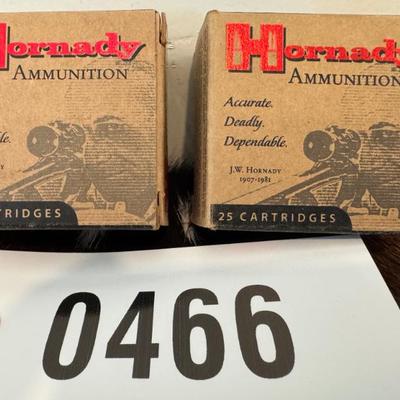 Hornady
AMMUNITION
CARTRIDGES
Hornady
AMMUNITION
Accurate.
Deadly.
Dependable.
J.W. HORNADY
1907-1981
25 CARTRIDGES
0466